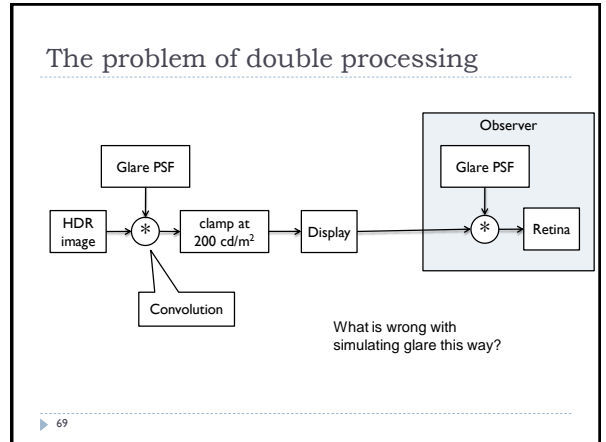 The problem of double processing
Observer
Glare PSF
Glare PSF
HDR
image
*
clamp at
200 cd/m²
Display
*
Retina
Convolution
What is wrong with
simulating glare this way?
69